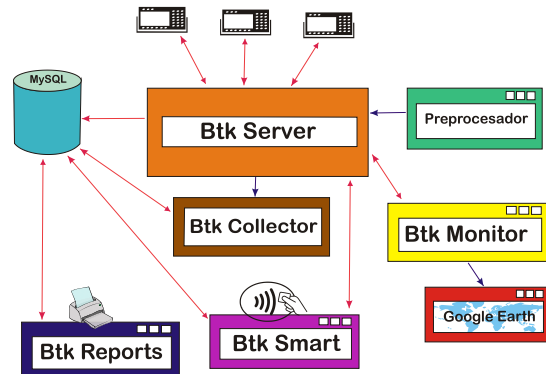 MySQL
Btk Server
Preprocesador
Btk Collector
Btk Monitor
Google Earth
Btk Reports
Btk Smart